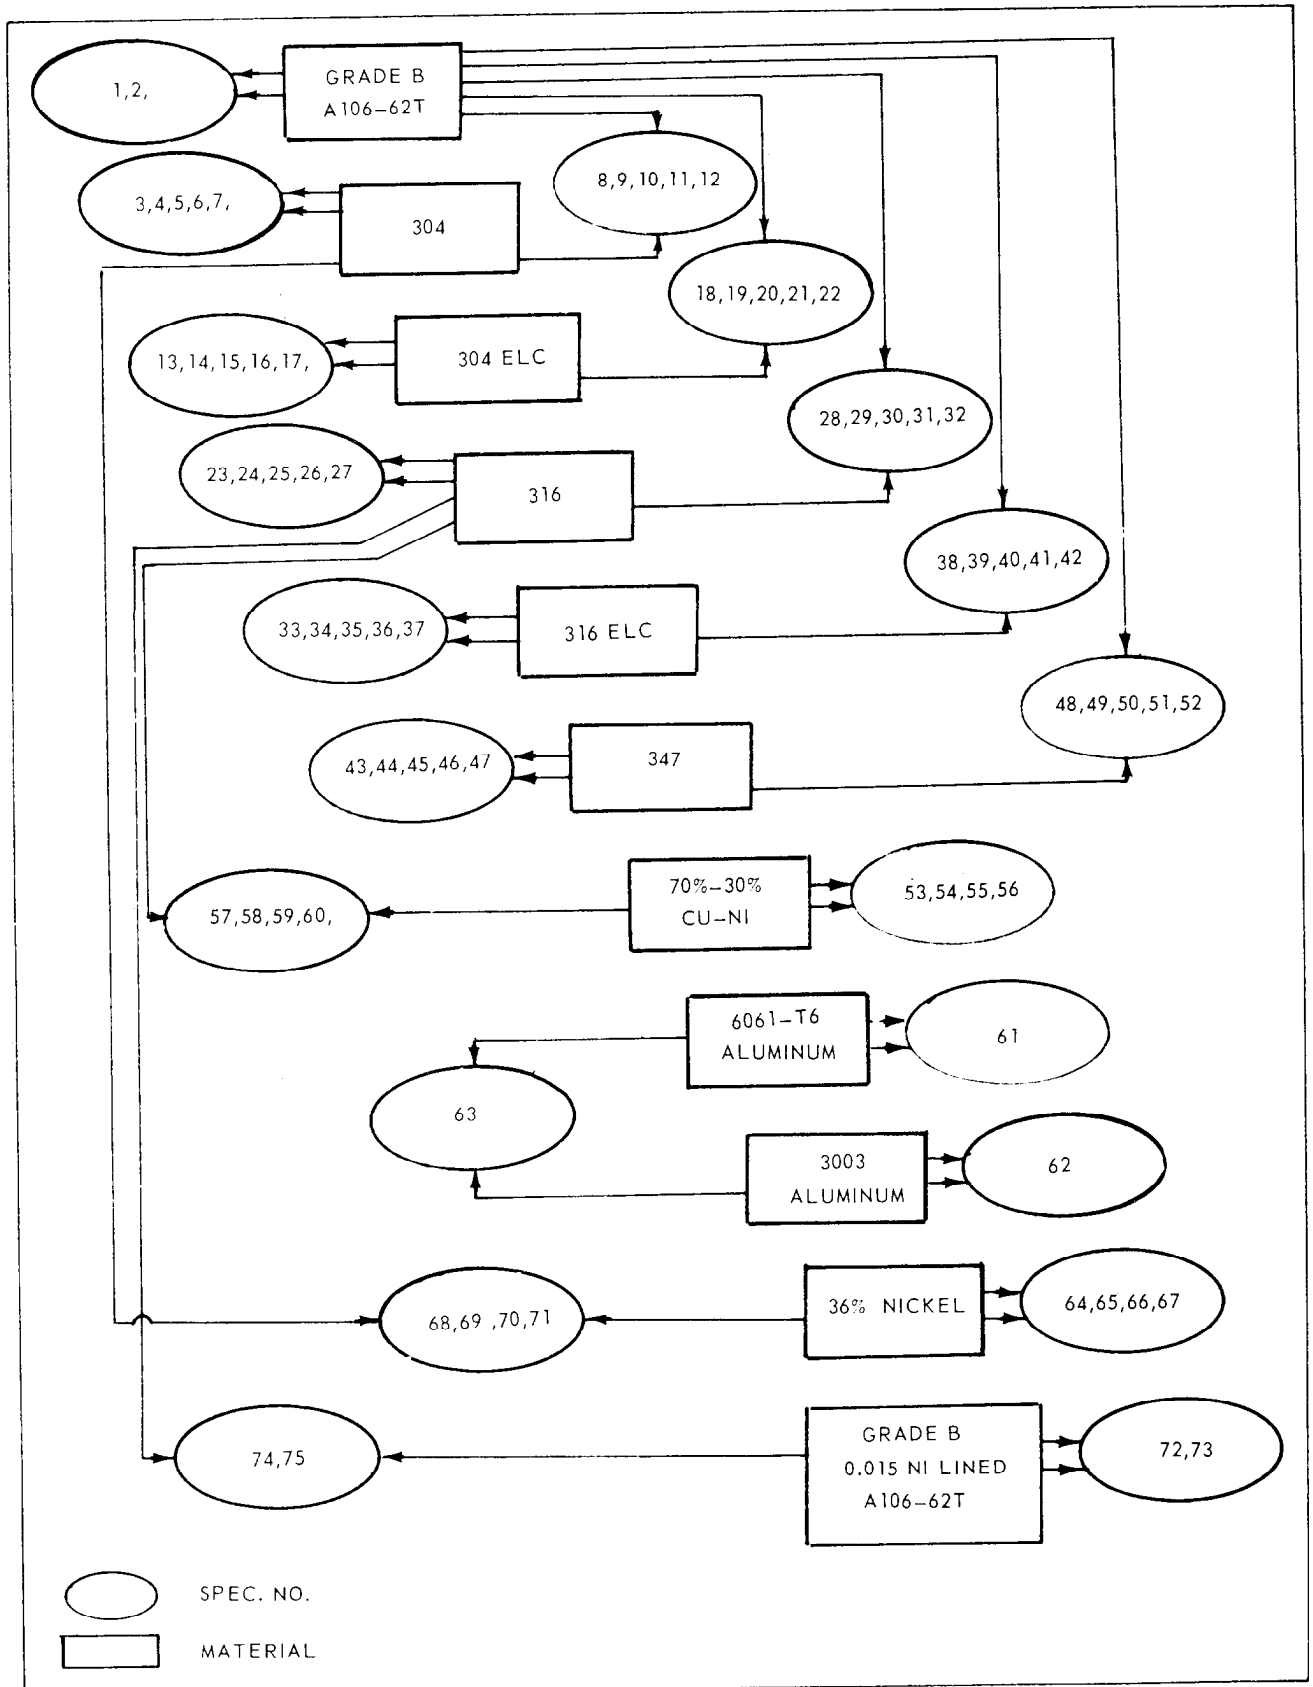 1,2,
GRADE B
A106-62T
3,4,5,6,7,
304
8,9,10,11,12
18,19,20,21,22
13,14,15,16,17,
304 ELC
28,29,30,31,32
23,24,25,26,27
316
38,39,40,41,42
33,34,35,36,37
316 ELC
48,49,50,51,52
43,44,45,46,47
347
57,58,59,60,
70%-30%
CU-NI
53,54,55,56
6061-T6
ALUMINUM
61
63
3003
ALUMINUM
62
68,69 ,70,71
36% NICKEL
64,65,66,67
74,75
GRADE B
0.015 NI LINED
A106-62T
72,73
SPEC. NO.
MATERIAL